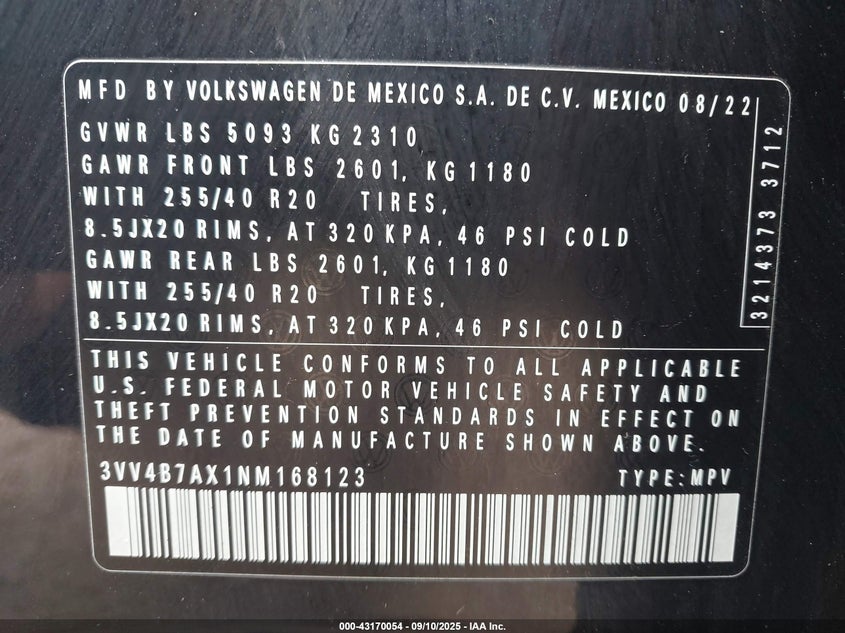 MFD BY VOLKSWAGEN DE MEXICO S.A. DE C.V. MEXICO 08/22
GVWR LBS 5093 KG 2310
GAWR FRONT LBS 2601, KG 1180
WITH 255/40 R20 TIRES,
8.5JX20 RIMS, AT 320 KPA, 46 PSI COLD
GAWR REAR LBS 2601, KG 1180
WITH 255/40 R20 TIRES,
8.5JX20 RIMS, AT 320 KPA, 46 PSI COLD
3214373 3712
THIS VEHICLE CONFORMS TO ALL APPLICABLE
U.S. FEDERAL MOTOR VEHICLE SAFETY AND
THEFT PREVENTION STANDARDS IN EFFECT ON
THE DATE OF MANUFACTURE SHOWN ABOVE.
3VV4B7AX1NM168123 TYPE:MPV
000-43170054 - 09/10/2025 - IAA Inc.